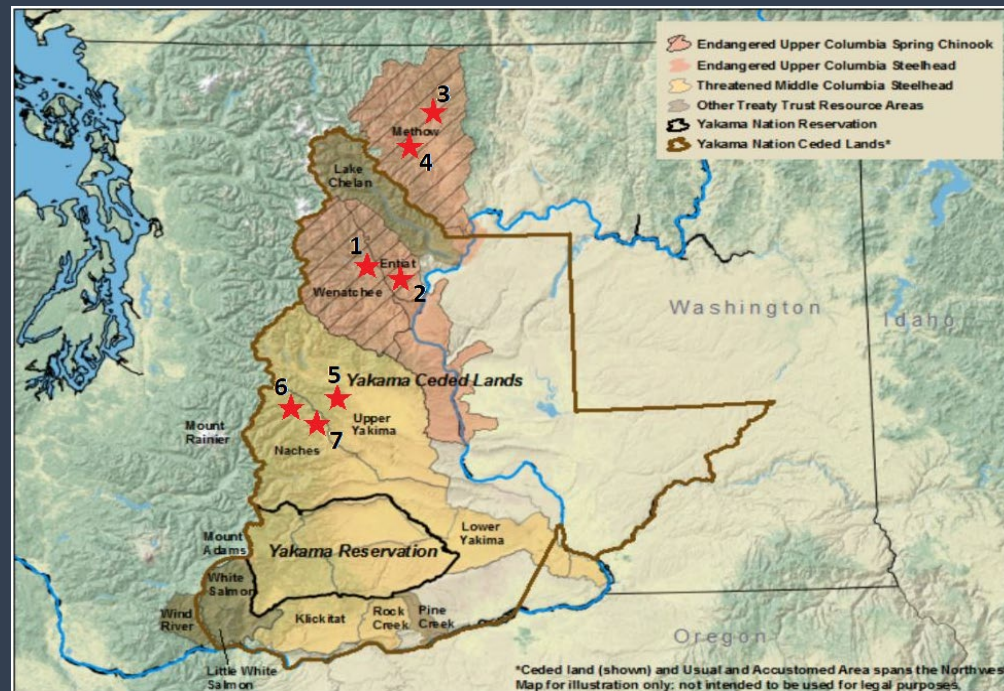 Endangered Upper Columbia Spring Chinook
Endangered Upper Columbia Steelhead
Threatened Middle Columbia Steelhead
Other Treaty Trust Resource Areas
Yakama Nation Reservation
Yakama Nation Ceded Lands*
3
Methow
4
Lake
Chelan
1
Entiat
Wenatchee
2
Washington
Idaho
5
Yakama Ceded Lands
6
Upper
Yakima
7
Mount
Rainier
Naches
Lower
Yakima
Mount
Adams
Yakama Reservation
White
Salmon
Wind
River
Klickitat
Rock
Creek
Pine
Creek
Oregon
Little White
Salmon
*Ceded land (shown) and Usual and Accustomed Area spans the Northwes
Map for illustration only; not intended to be used for legal purposes